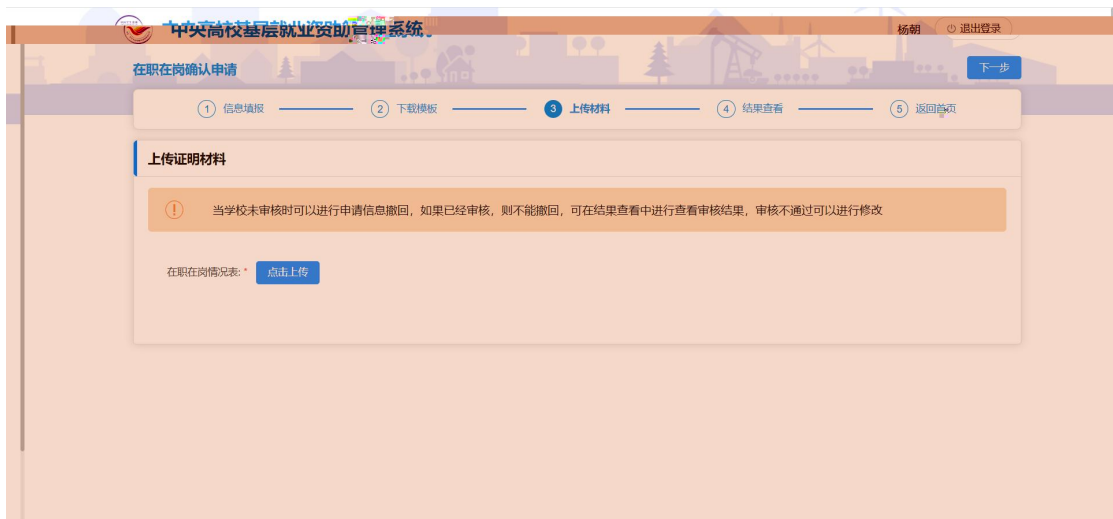 中央高校基层就业资助管理系统
杨朝 退出登录
在职在岗确认申请 下一步
1 信息填报 2 下载模板 3 上传材料 4 结果查看 5 返回首页
上传证明材料
当学校未审核时可以进行申请信息撤回，如果已经审核，则不能撤回，可在结果查看中进行查看审核结果，审核不通过可以进行修改
在职在岗情况表: * 点击上传